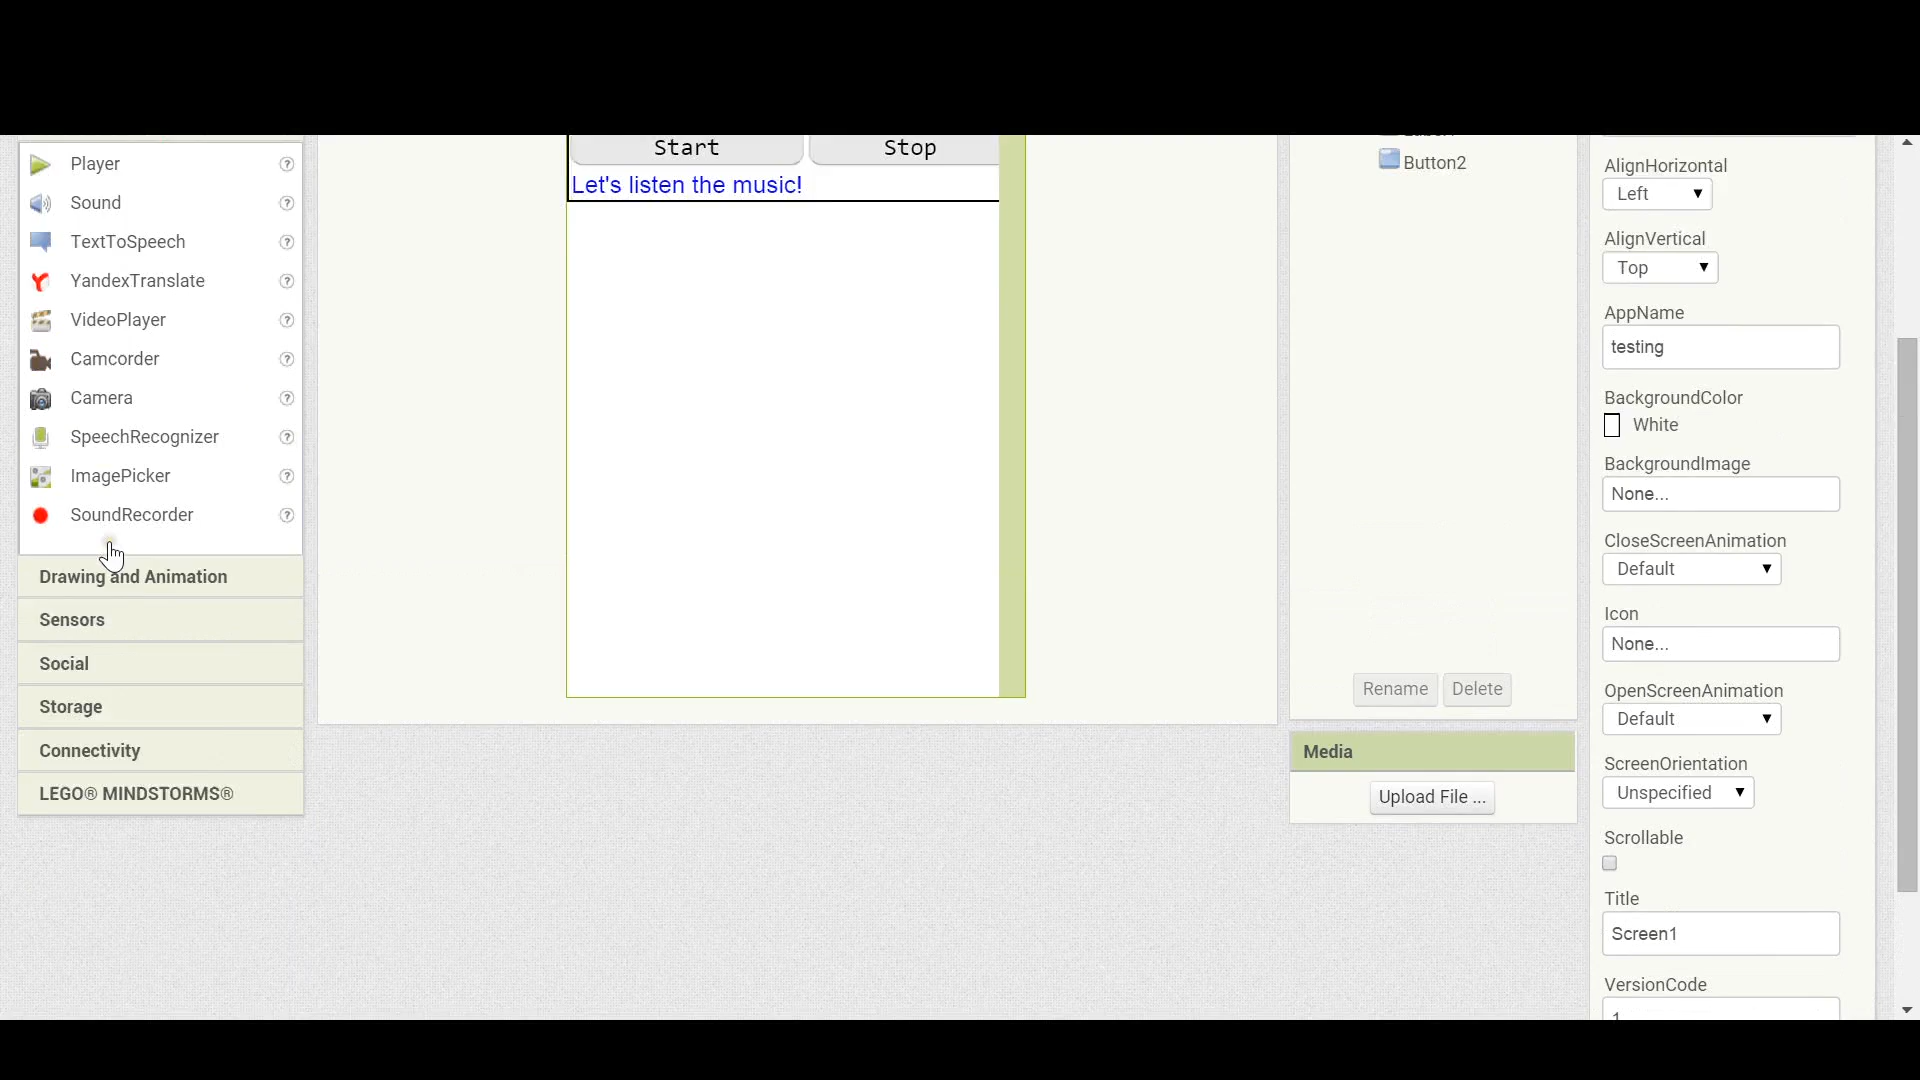 Player
Sound
TextToSpeech
YandexTranslate
VideoPlayer
Camcorder
Camera
SpeechRecognizer
ImagePicker
SoundRecorder
Drawing and Animation
Sensors
Social
Storage
Connectivity
LEGO® MINDSTORMS®
Start Stop
Let's listen the music!
Button2
Rename Delete
Media
Upload File ...
AlignHorizontal
Left
AlignVertical
Top
AppName
testing
BackgroundColor
White
BackgroundImage
None...
CloseScreenAnimation
Default
Icon
None...
OpenScreenAnimation
Default
ScreenOrientation
Unspecified
Scrollable
Title
Screen1
VersionCode